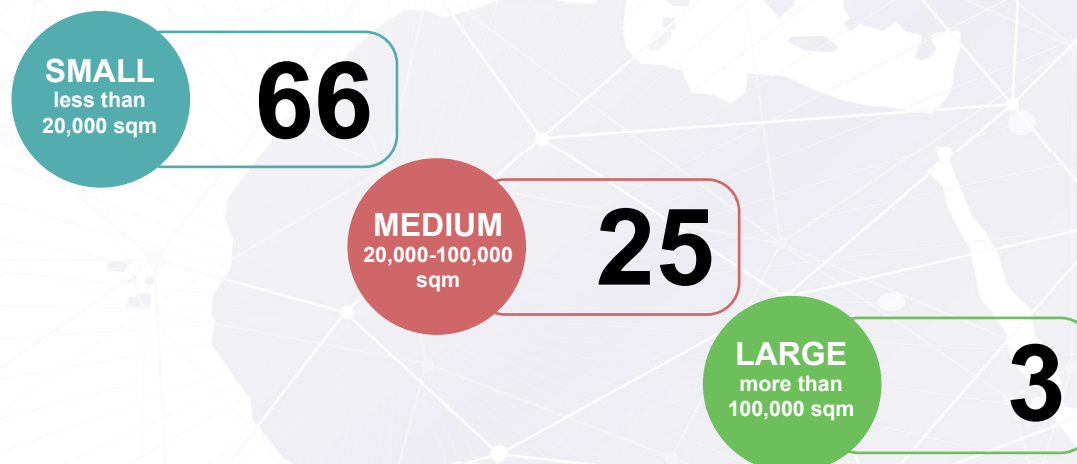 SMALL
less than
20,000 sqm
66
MEDIUM
20,000-100,000
sqm
25
LARGE
more than
100,000 sqm
3